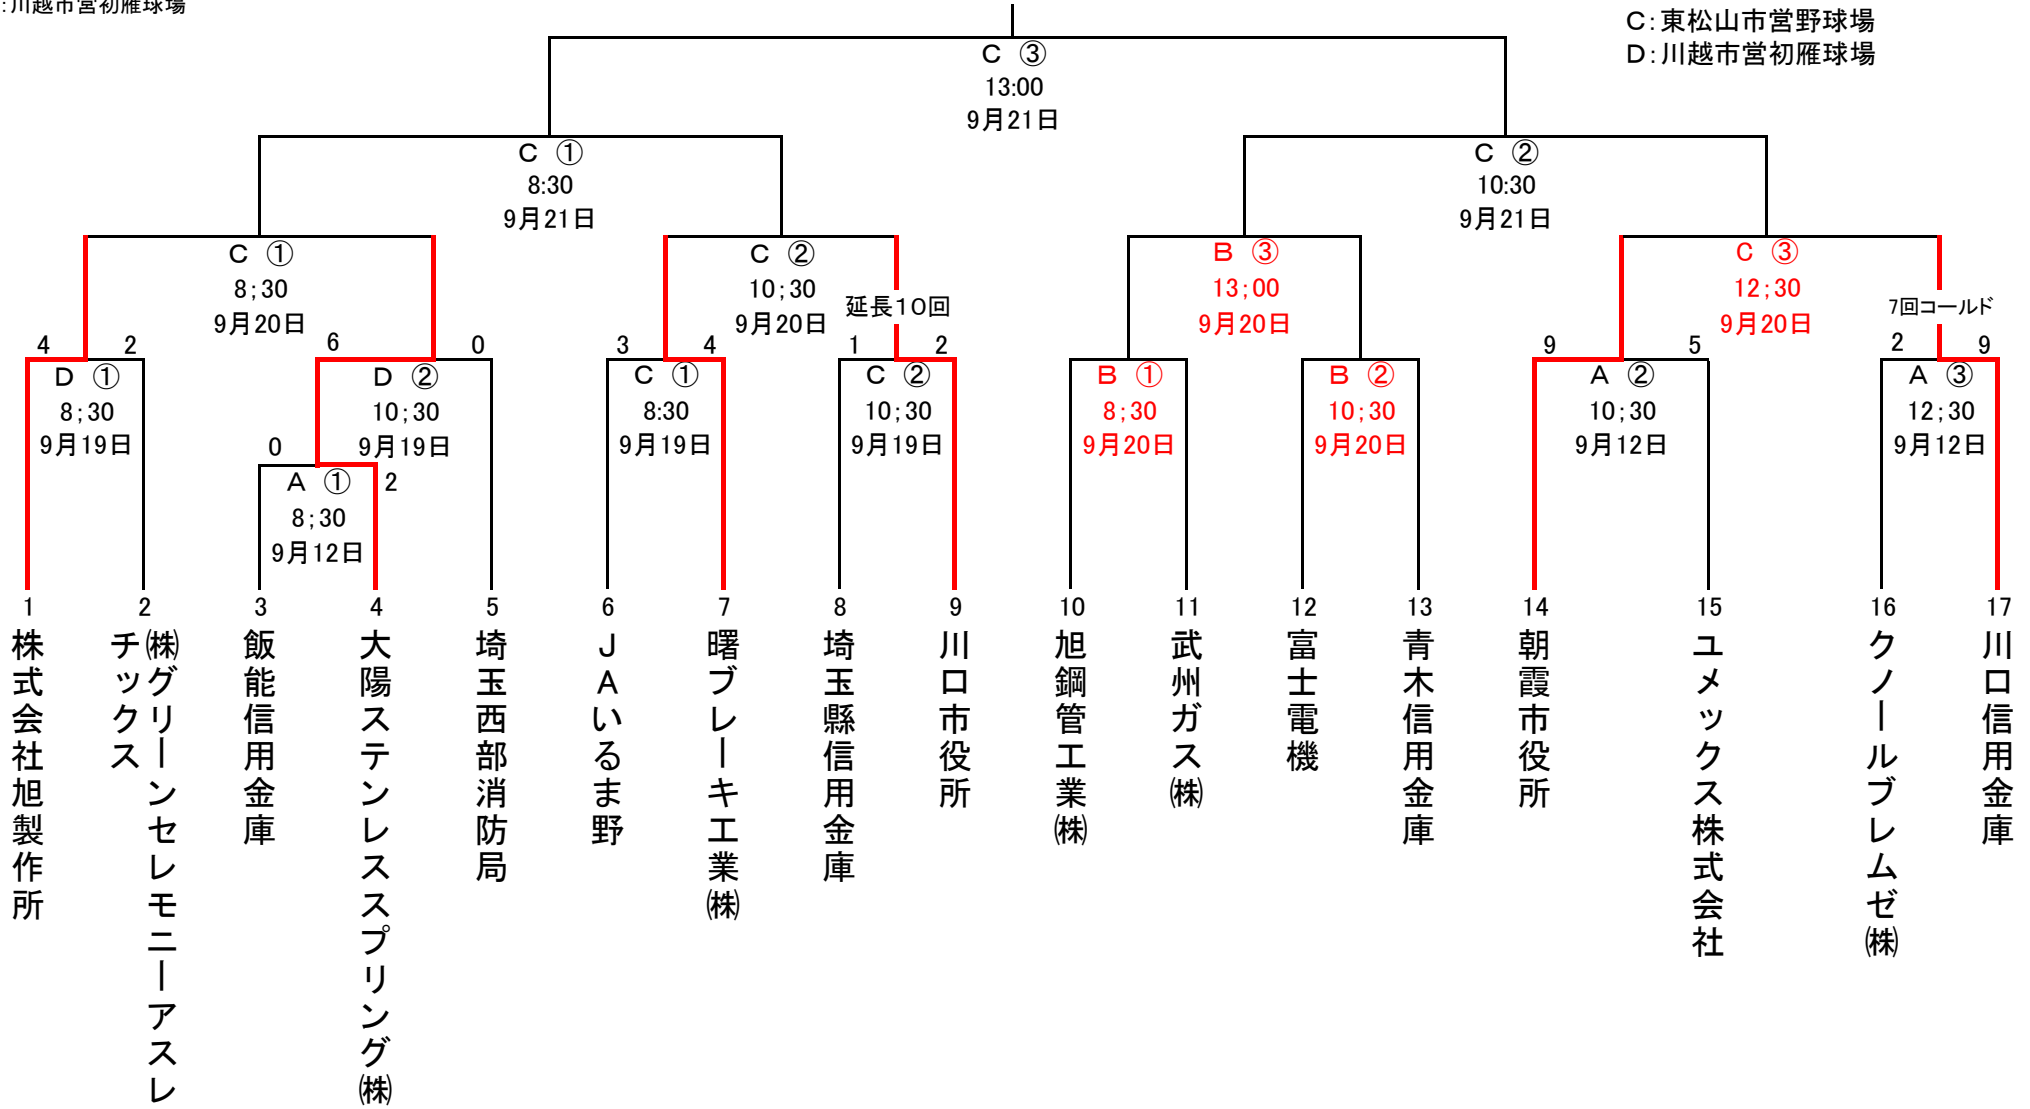 ：川越市営初雁球場
C：東松山市営野球場
D：川越市営初雁球場
C ③
13:00
9月21日
C ①
8:30
9月21日
C ②
10:30
9月21日
C ①
8;30
9月20日
C ②
10;30
9月20日
B ③
13;00
9月20日
C ③
12;30
9月20日
延長10回
7回コールド
4 2
6 0
3 4
1 2
9 5
2 9
D ①
8;30
9月19日
D ②
10;30
9月19日
C ①
8:30
9月19日
C ②
10;30
9月19日
B ①
8;30
9月20日
B ②
10;30
9月20日
A ②
10;30
9月12日
A ③
12;30
9月12日
0 2
A ①
8;30
9月12日
1
株式会社旭製作所
2
㈱グリーンセレモニーアスレ
チックス
3
飯能信用金庫
4
大陽ステンレススプリング㈱
5
埼玉西部消防局
6
JAいるま野
7
曙ブレーキ工業㈱
8
埼玉縣信用金庫
9
川口市役所
10
旭鋼管工業㈱
11
武州ガス㈱
12
富士電機
13
青木信用金庫
14
朝霞市役所
15
ユメックス株式会社
16
クノールブレムゼ㈱
17
川口信用金庫